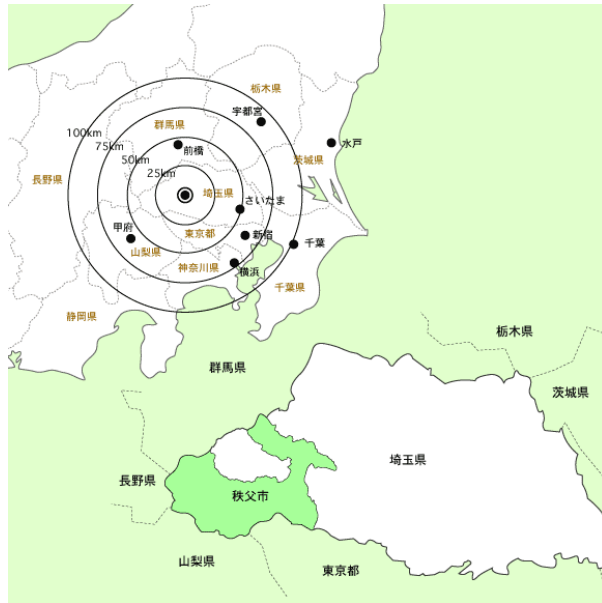 栃木県
宇都宮
100km
群馬県
75km
水戸
前橋
50km
茨城県
25km
長野県
埼玉県
さいたま
甲府
東京都
新宿
千葉
山梨県
神奈川県
横浜
千葉県
静岡県
栃木県
群馬県
茨城県
埼玉県
長野県
秩父市
山梨県
東京都